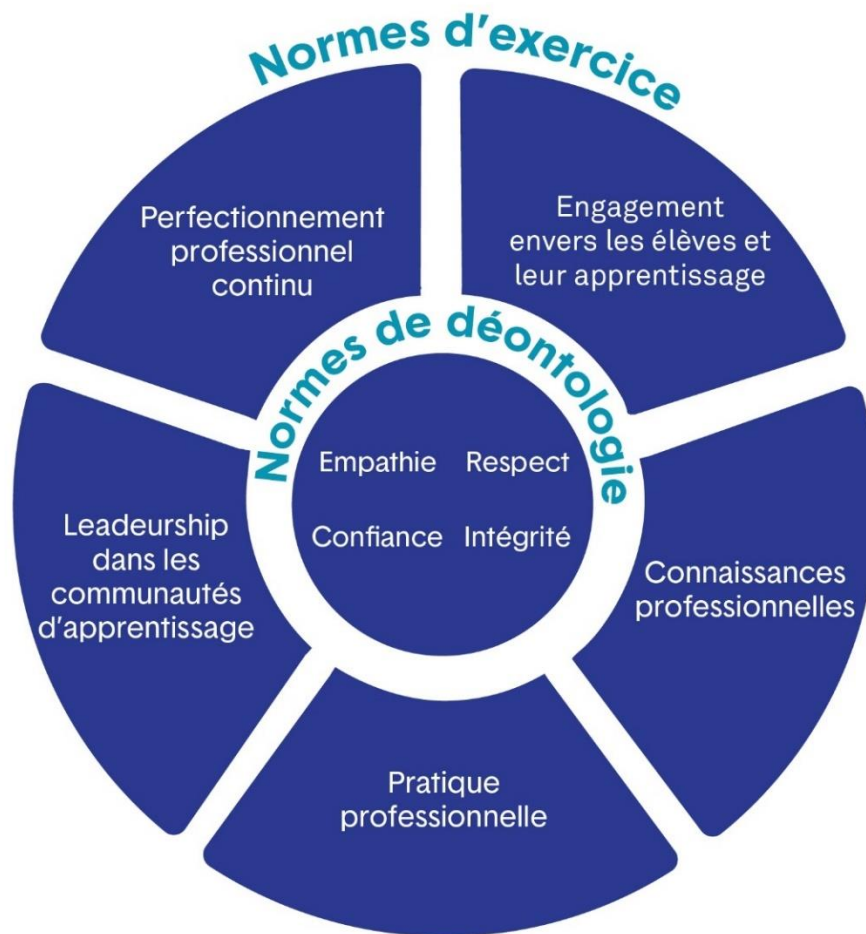 Normes d’exercice
Perfectionnement
professionnel
continu
Engagement
envers les élèves et
leur apprentissage
Normes de déontologie
Empathie Respect
Confiance Intégrité
Leadeurship
dans les
communautés
d’apprentissage
Connaissances
professionnelles
Pratique
professionnelle